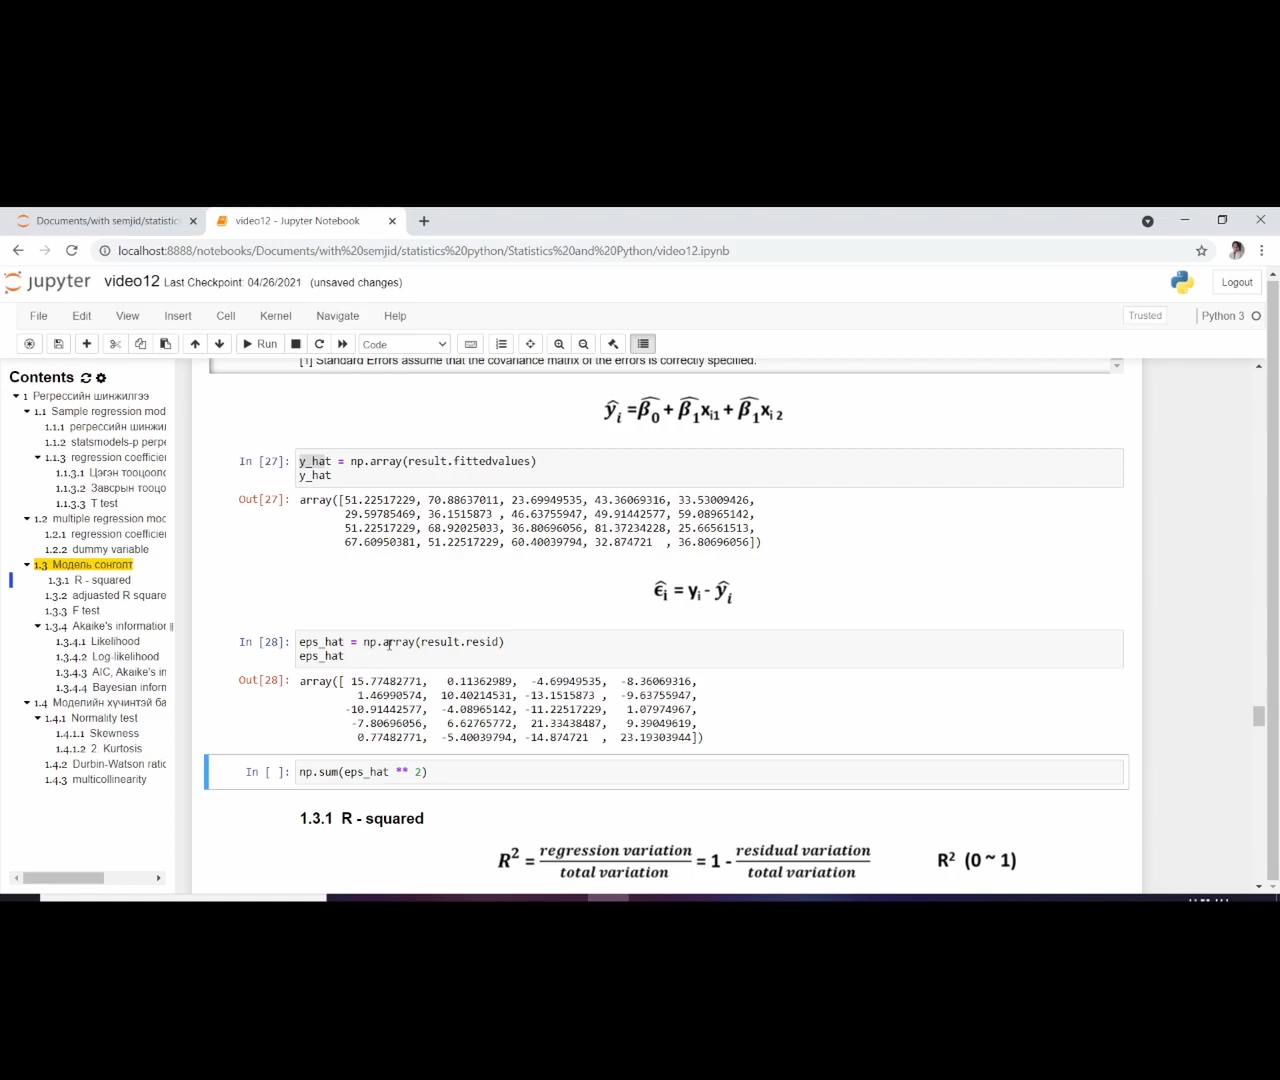 Documents/with semjid/statistic
video12 - Jupyter Notebook
localhost:8888/notebooks/Documents/with%20semjid/statistics%20python/Statistics%20and%20Python/video12.ipynb
jupyter video12 Last Checkpoint: 04/26/2021 (unsaved changes)
Logout
File Edit View Insert Cell Kernel Navigate Help
Trusted Python 3
Run Code
Contents
1 Регрессийн шинжилгээ
1.1 Sample regression mod
1.1.1 регрессийн шинжи
1.1.2 statsmodels-р регре
1.1.3 regression coefficier
1.1.3.1 Цэгэн тооцоолс
1.1.3.2 Завсрын тооцо
1.1.3.3 T test
1.2 multiple regression moc
1.2.1 regression coefficier
1.2.2 dummy variable
1.3 Модель сонголт
1.3.1 R - squared
1.3.2 adjuasted R square
1.3.3 F test
1.3.4 Akaike's information
1.3.4.1 Likelihood
1.3.4.2 Log-likelihood
1.3.4.3 AIC, Akaike's in
1.3.4.4 Bayesian inforn
1.4 Моделийн хүчинтэй ба
1.4.1 Normality test
1.4.1.1 Skewness
1.4.1.2 2. Kurtosis
1.4.2 Durbin-Watson ratio
1.4.3 multicollinearity
[1] Standard Errors assume that the covariance matrix of the errors is correctly specified.
ŷᵢ = β̂₀ + β̂₁xᵢ₁ + β̂₁xᵢ ₂
In [27]: y_hat = np.array(result.fittedvalues)
y_hat
Out[27]: array([51.22517229, 70.88637011, 23.69949535, 43.36069316, 33.53009426,
29.59785469, 36.1515873 , 46.63755947, 49.91442577, 59.08965142,
51.22517229, 68.92025033, 36.80696056, 81.37234228, 25.66561513,
67.60950381, 51.22517229, 60.40039794, 32.874721 , 36.80696056])
ϵ̂ᵢ = yᵢ - ŷᵢ
In [28]: eps_hat = np.array(result.resid)
eps_hat
Out[28]: array([ 15.77482771, 0.11362989, -4.69949535, -8.36069316,
1.46990574, 10.40214531, -13.1515873 , -9.63755947,
-10.91442577, -4.08965142, -11.22517229, 1.07974967,
-7.80696056, 6.62765772, 21.33438487, 9.39049619,
0.77482771, -5.40039794, -14.874721 , 23.19303944])
In [ ]: np.sum(eps_hat ** 2)
1.3.1 R - squared
R² = regression variation / total variation = 1 - residual variation / total variation R² (0 ~ 1)